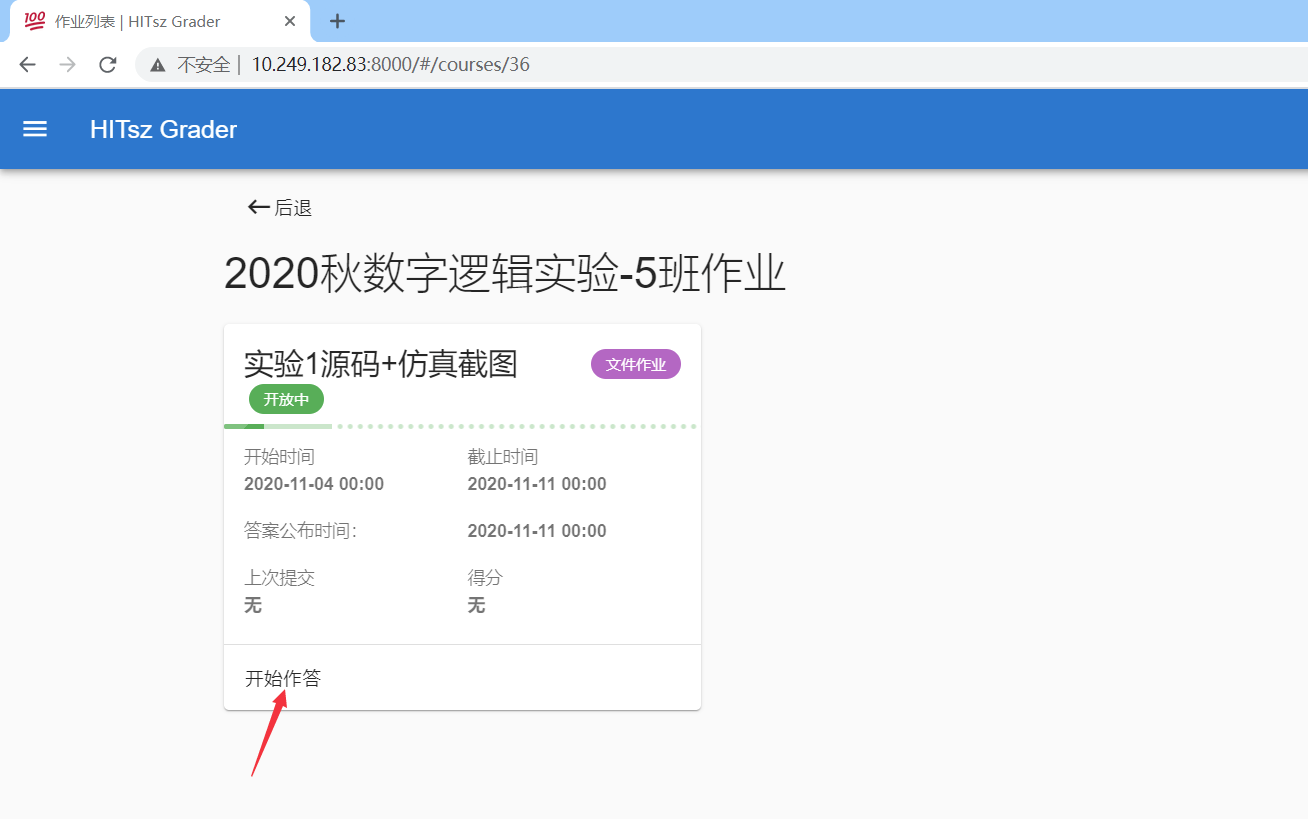 100 作业列表 | HITsz Grader
不安全 | 10.249.182.83:8000/#/courses/36
HITsz Grader
后退
2020秋数字逻辑实验-5班作业
实验1源码+仿真截图 文件作业
开放中
开始时间 截止时间
2020-11-04 00:00 2020-11-11 00:00
答案公布时间: 2020-11-11 00:00
上次提交 得分
无 无
开始作答